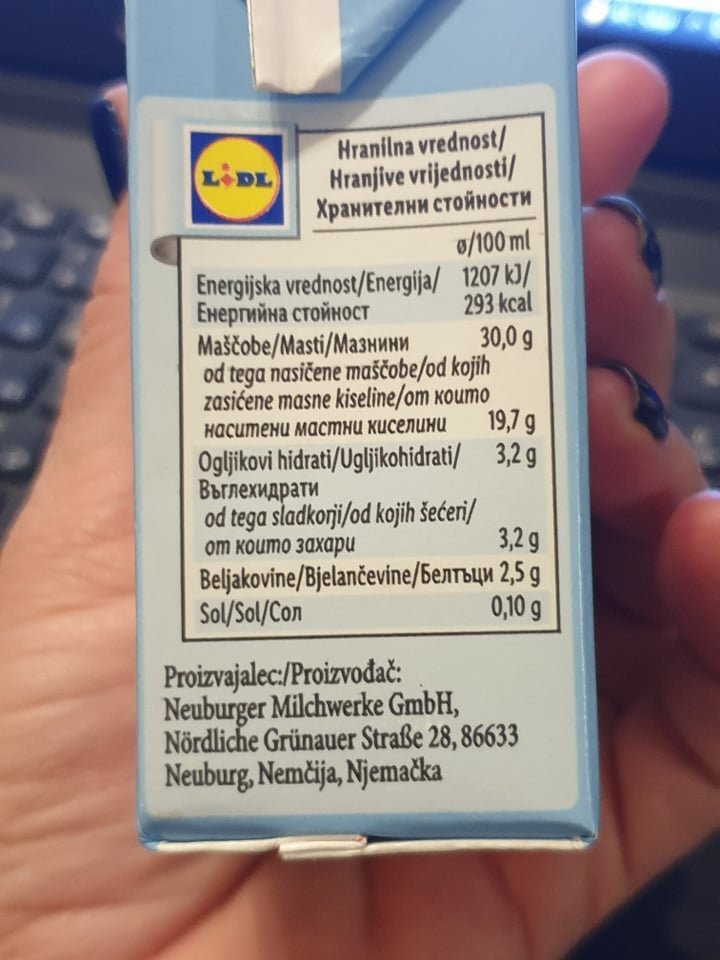 LIDL
Hranilna vrednost/
Hranjive vrijednosti/
Хранителни стойности
ø/100 ml
Energijska vrednost/Energija/ 1207 kJ/
Енергийна стойност 293 kcal
Maščobe/Masti/Мазнини 30,0 g
od tega nasičene maščobe/od kojih
zasićene masne kiseline/от които
наситени мастни киселини 19,7 g
Ogljikovi hidrati/Ugljikohidrati/ 3,2 g
Въглехидрати
od tega sladkorji/od kojih šećeri/
от които захари 3,2 g
Beljakovine/Bjelančevine/Белтъци 2,5 g
Sol/Sol/Сол 0,10 g
Proizvajalec:/Proizvođač:
Neuburger Milchwerke GmbH,
Nördliche Grünauer Straße 28, 86633
Neuburg, Nemčija, Njemačka